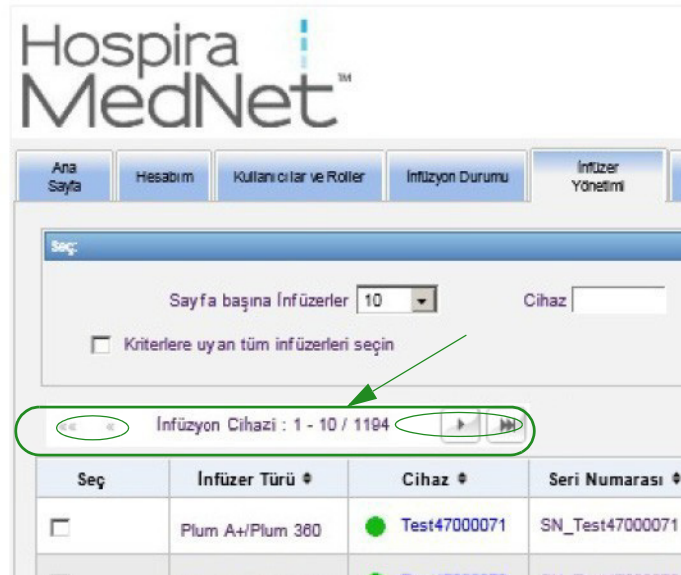 Hospira
MedNet™
Ana Sayfa Hesabım Kullanıcılar ve Roller İnfüzyon Durumu İnfüzer Yönetimi
Seç:
Sayfa başına İnfüzerler 10 Cihaz
Kriterlere uyan tüm infüzerleri seçin
«« « İnfüzyon Cihazi : 1 - 10 / 1194
Seç İnfüzer Türü Cihaz Seri Numarası
Plum A+/Plum 360 Test47000071 SN_Test47000071